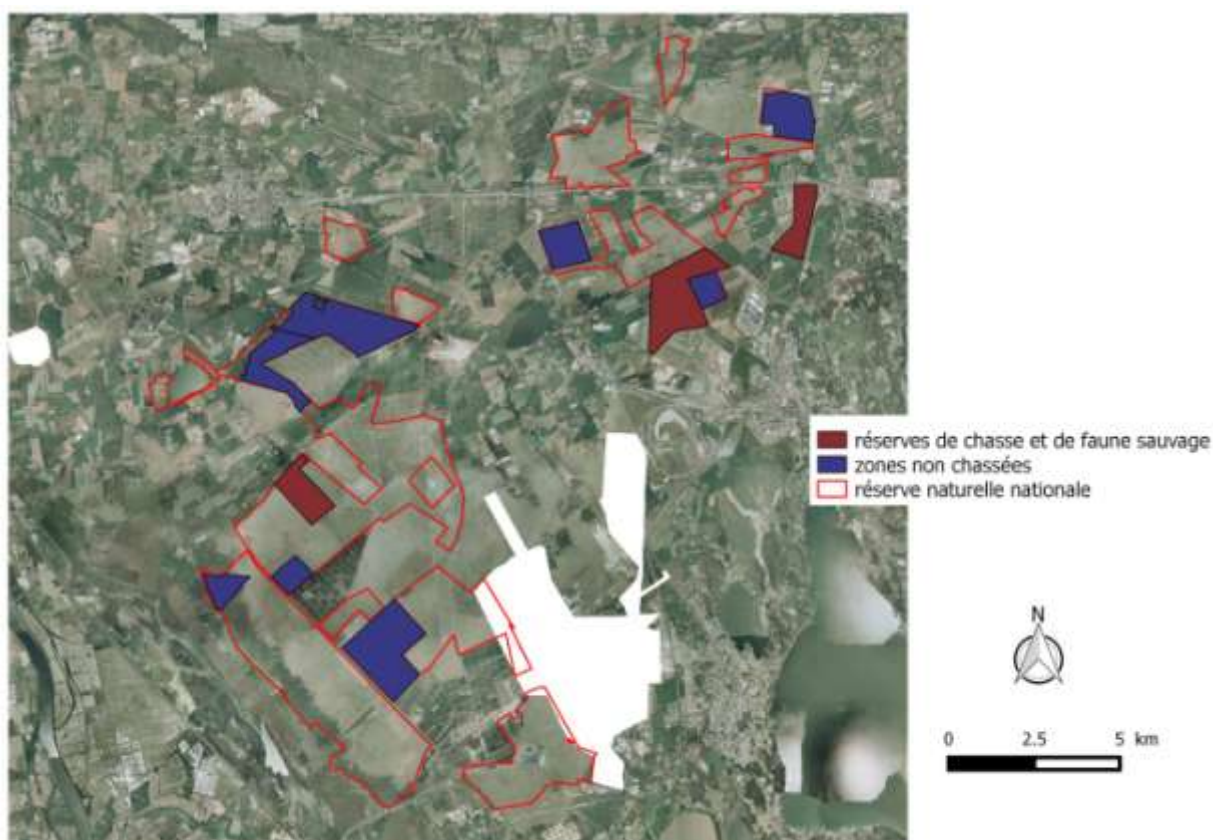 réserves de chasse et de faune sauvage
zones non chassées
réserve naturelle nationale
N
0 2.5 5 km